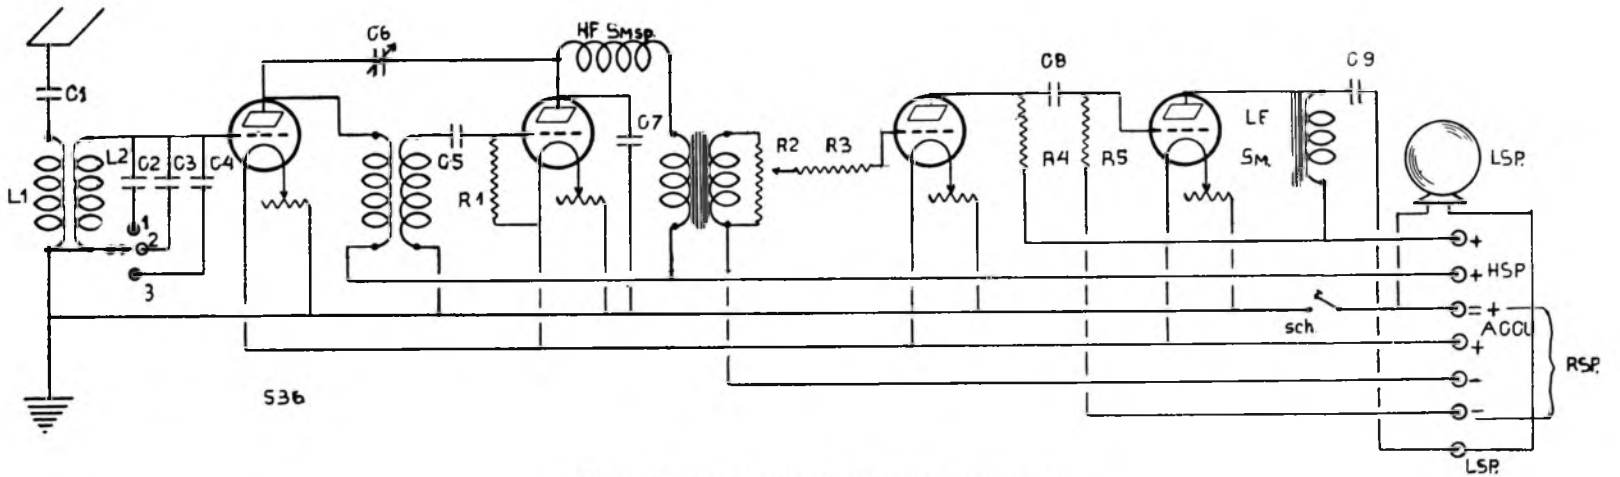 C6
HF Smsp.
C1
L1
L2
C2
C3
C4
1
2
3
C5
R1
C7
R2
R3
C8
R4
R5
LF
Sm.
C9
LSP.
+
+ HSP
= +
ACCU
+
-
-
RSP.
LSP.
sch.
S36